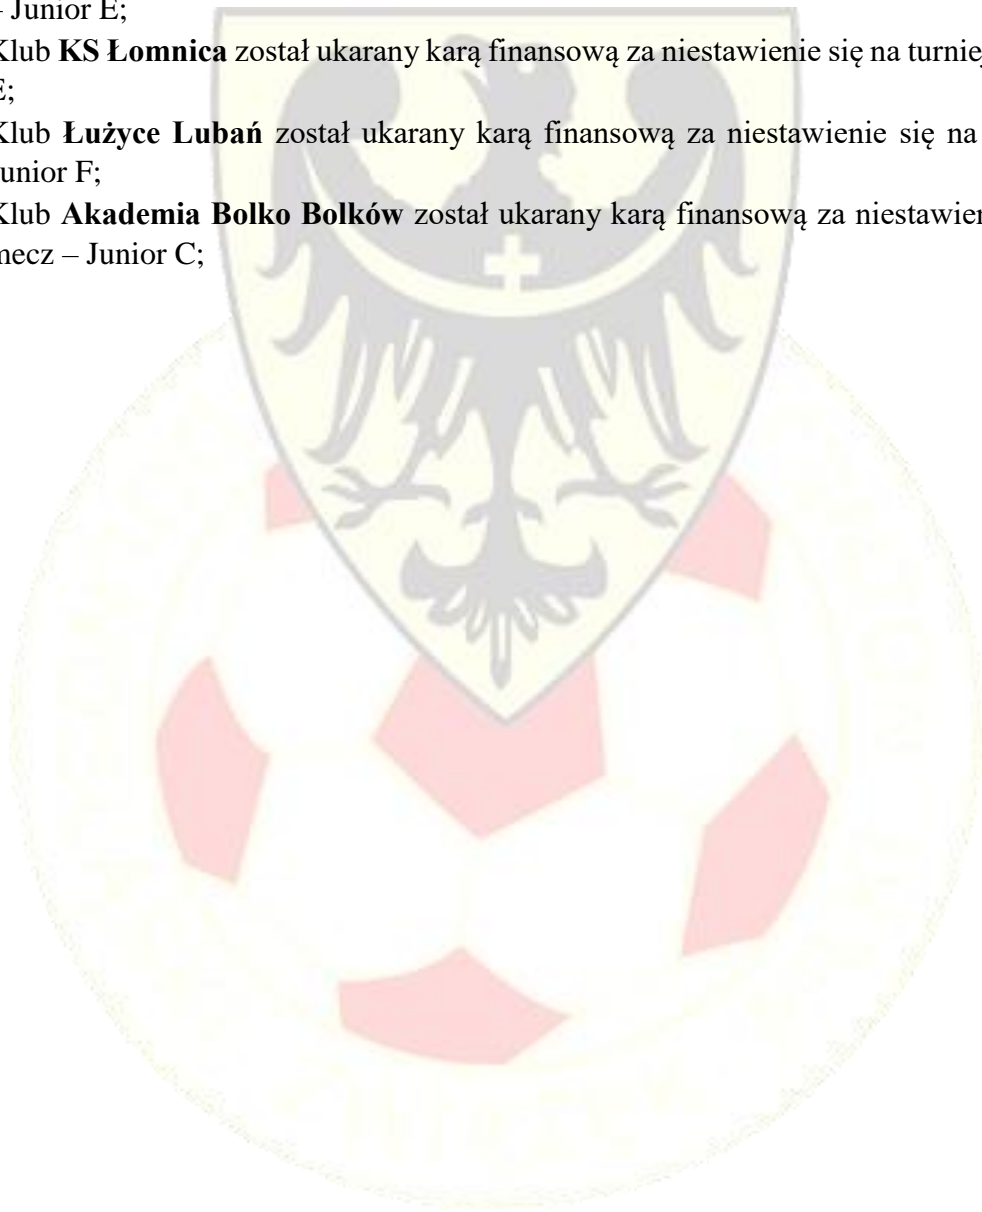 – Junior E;
Klub KS Łomnica został ukarany karą finansową za niestawienie się na turniej
E;
Klub Łużyce Lubań został ukarany karą finansową za niestawienie się na
unior F;
Klub Akademia Bolko Bolków został ukarany karą finansową za
mecz – Junior C;